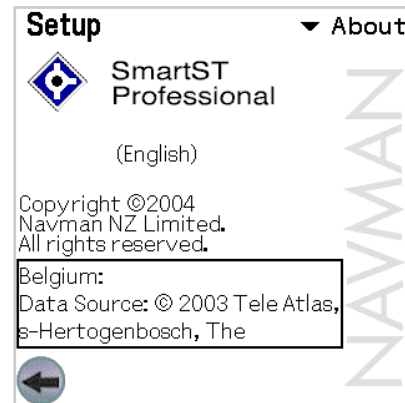 Setup
▼ About
SmartST
Professional
(English)
Copyright ©2004
Navman NZ Limited.
All rights reserved.
Belgium:
Data Source: © 2003 Tele Atlas,
s-Hertogenbosch, The
NAVMAN